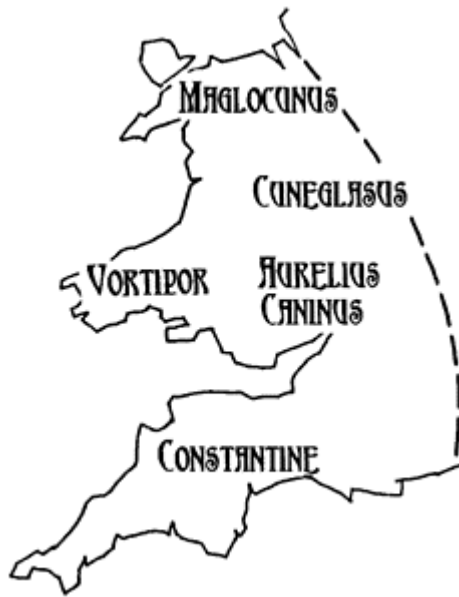 MAGLOCUNUS
CUNEGLASUS
VORTIPOR
AURELIUS
CANINUS
CONSTANTINE